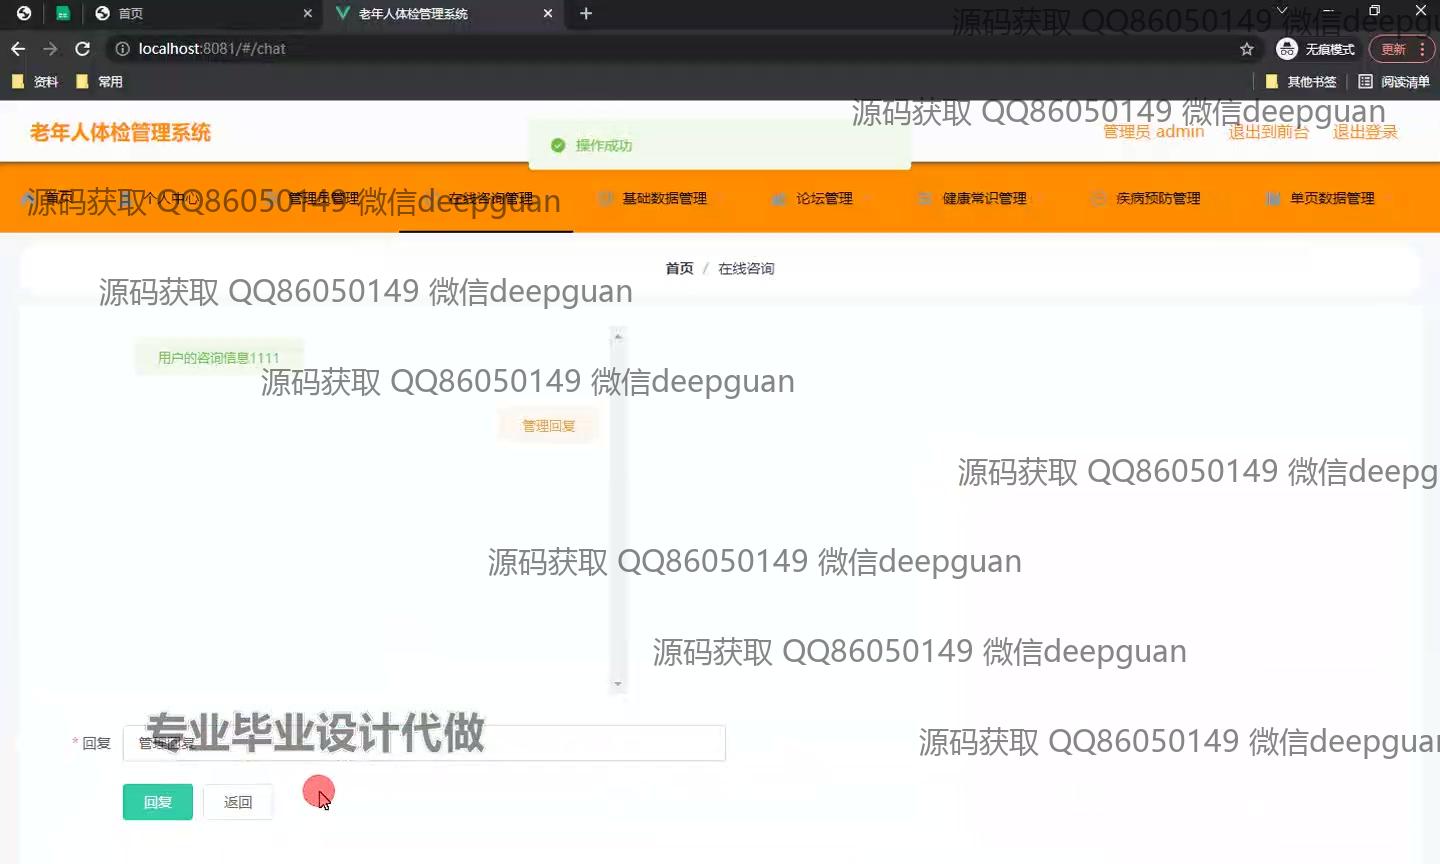 首页
老年人体检管理系统
源码获取 QQ86050149 微信deepgu
localhost:8081/#/chat
无痕模式
更新
资料
常用
其他书签
阅读清单
源码获取 QQ86050149 微信deepguan
老年人体检管理系统
操作成功
管理员 admin
退出到前台
退出登录
首页
个人中心
管理员管理
在线咨询管理
基础数据管理
论坛管理
健康常识管理
疾病预防管理
单页数据管理
源码获取 QQ86050149 微信deepguan
首页 / 在线咨询
源码获取 QQ86050149 微信deepguan
用户的咨询信息1111
源码获取 QQ86050149 微信deepguan
管理回复
源码获取 QQ86050149 微信deepg
源码获取 QQ86050149 微信deepguan
源码获取 QQ86050149 微信deepguan
专业毕业设计代做
* 回复
管理回复
源码获取 QQ86050149 微信deepguan
回复
返回